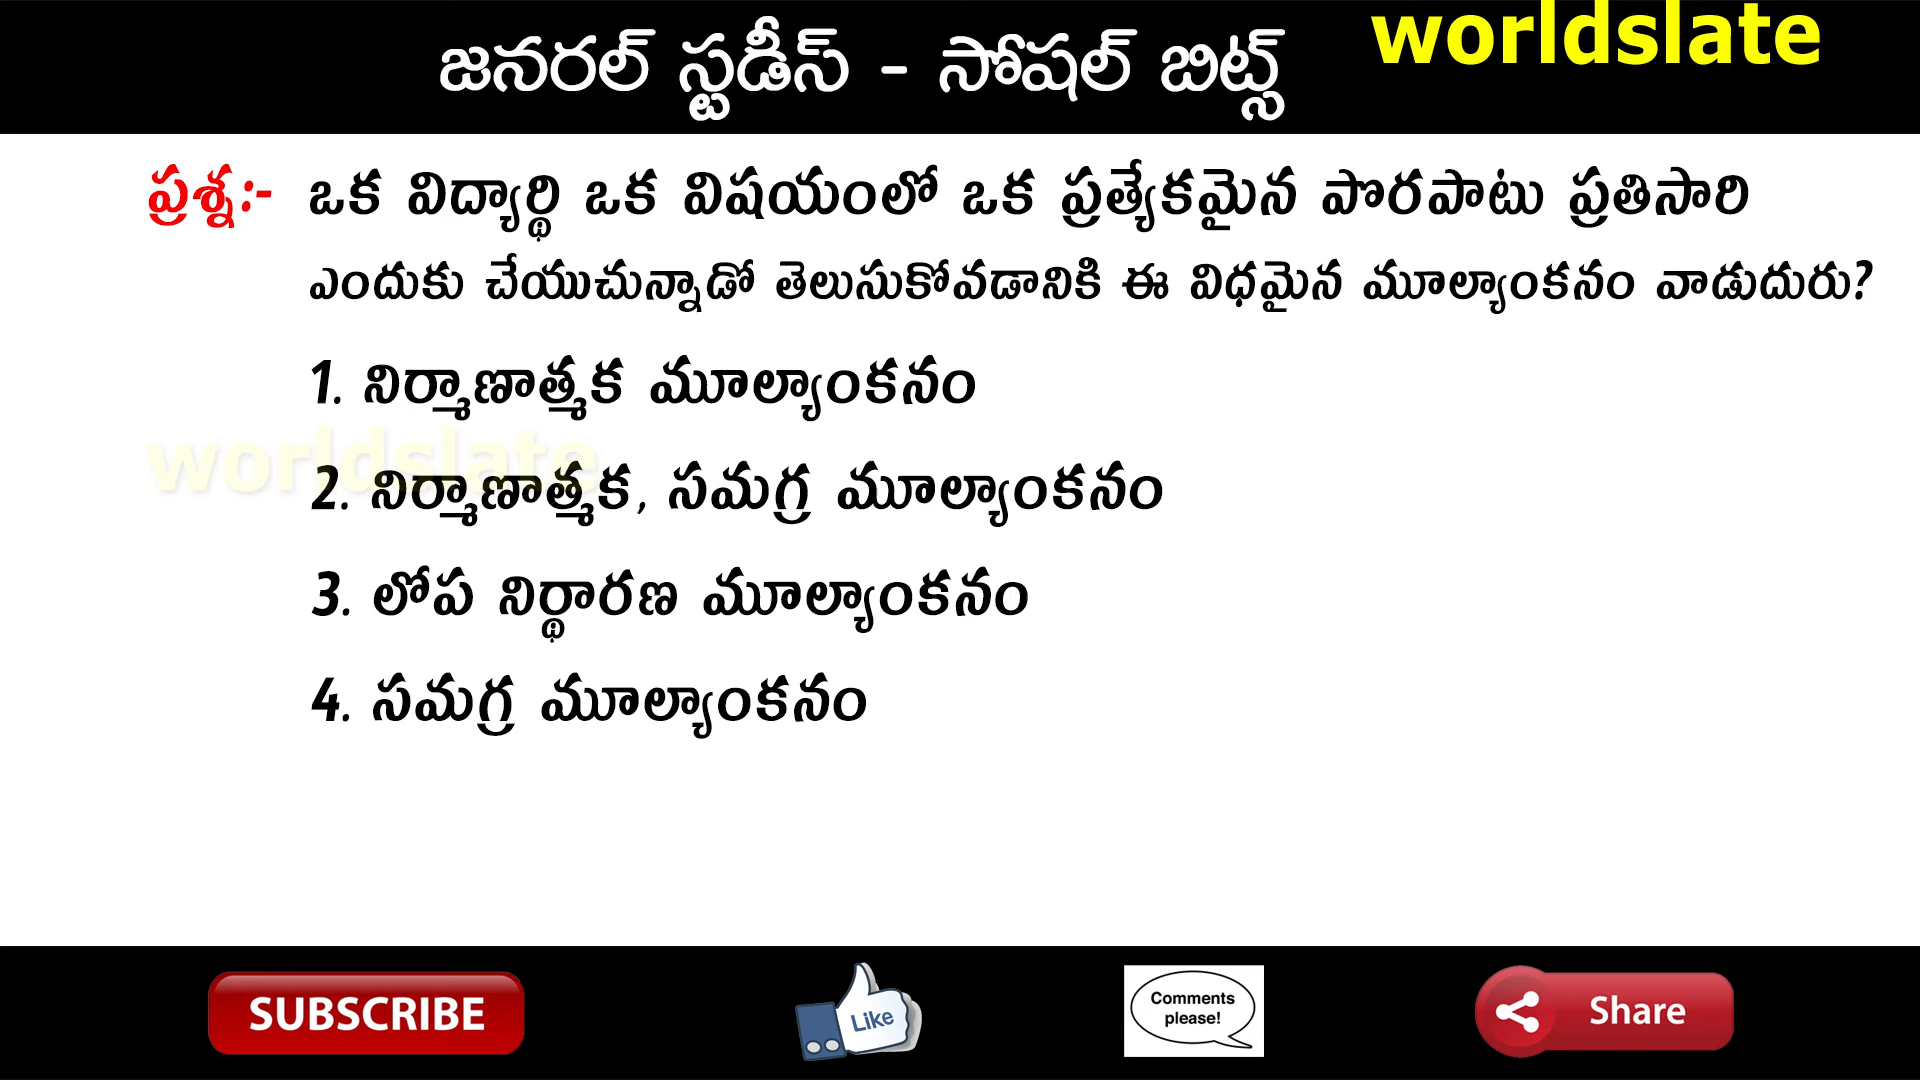 జనరల్ స్టడీస్ - సోషల్ బిట్స్
worldslate
ప్రశ్న:- ఒక విద్యార్థి ఒక విషయంలో ఒక ప్రత్యేకమైన పొరపాటు ప్రతిసారి
ఎందుకు చేయుచున్నాడో తెలుసుకోవడానికి ఈ విధమైన మూల్యాంకనం వాడుదురు?
1. నిర్మాణాత్మక మూల్యాంకనం
worldslate
2. నిర్మాణాత్మక, సమగ్ర మూల్యాంకనం
3. లోప నిర్థారణ మూల్యాంకనం
4. సమగ్ర మూల్యాంకనం
SUBSCRIBE
Like
Comments
please!
Share